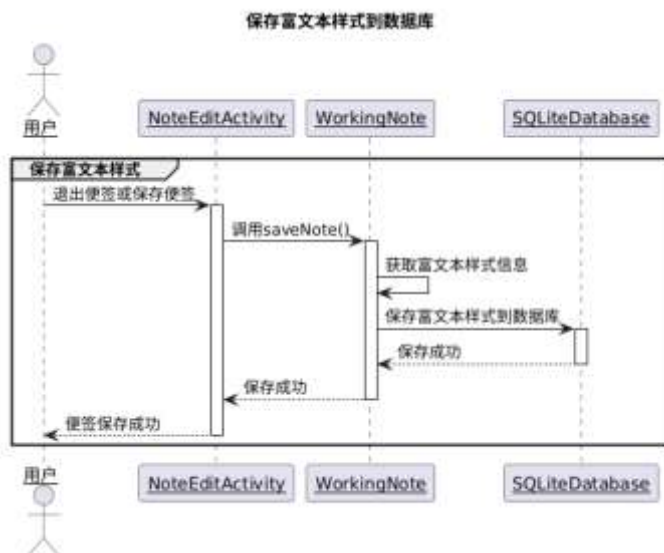 保存富文本样式到数据库
用户
NoteEditActivity
WorkingNote
SQLiteDatabase
保存富文本样式
退出便签或保存便签
调用saveNote()
获取富文本样式信息
保存富文本样式到数据库
保存成功
保存成功
便签保存成功
用户
NoteEditActivity
WorkingNote
SQLiteDatabase